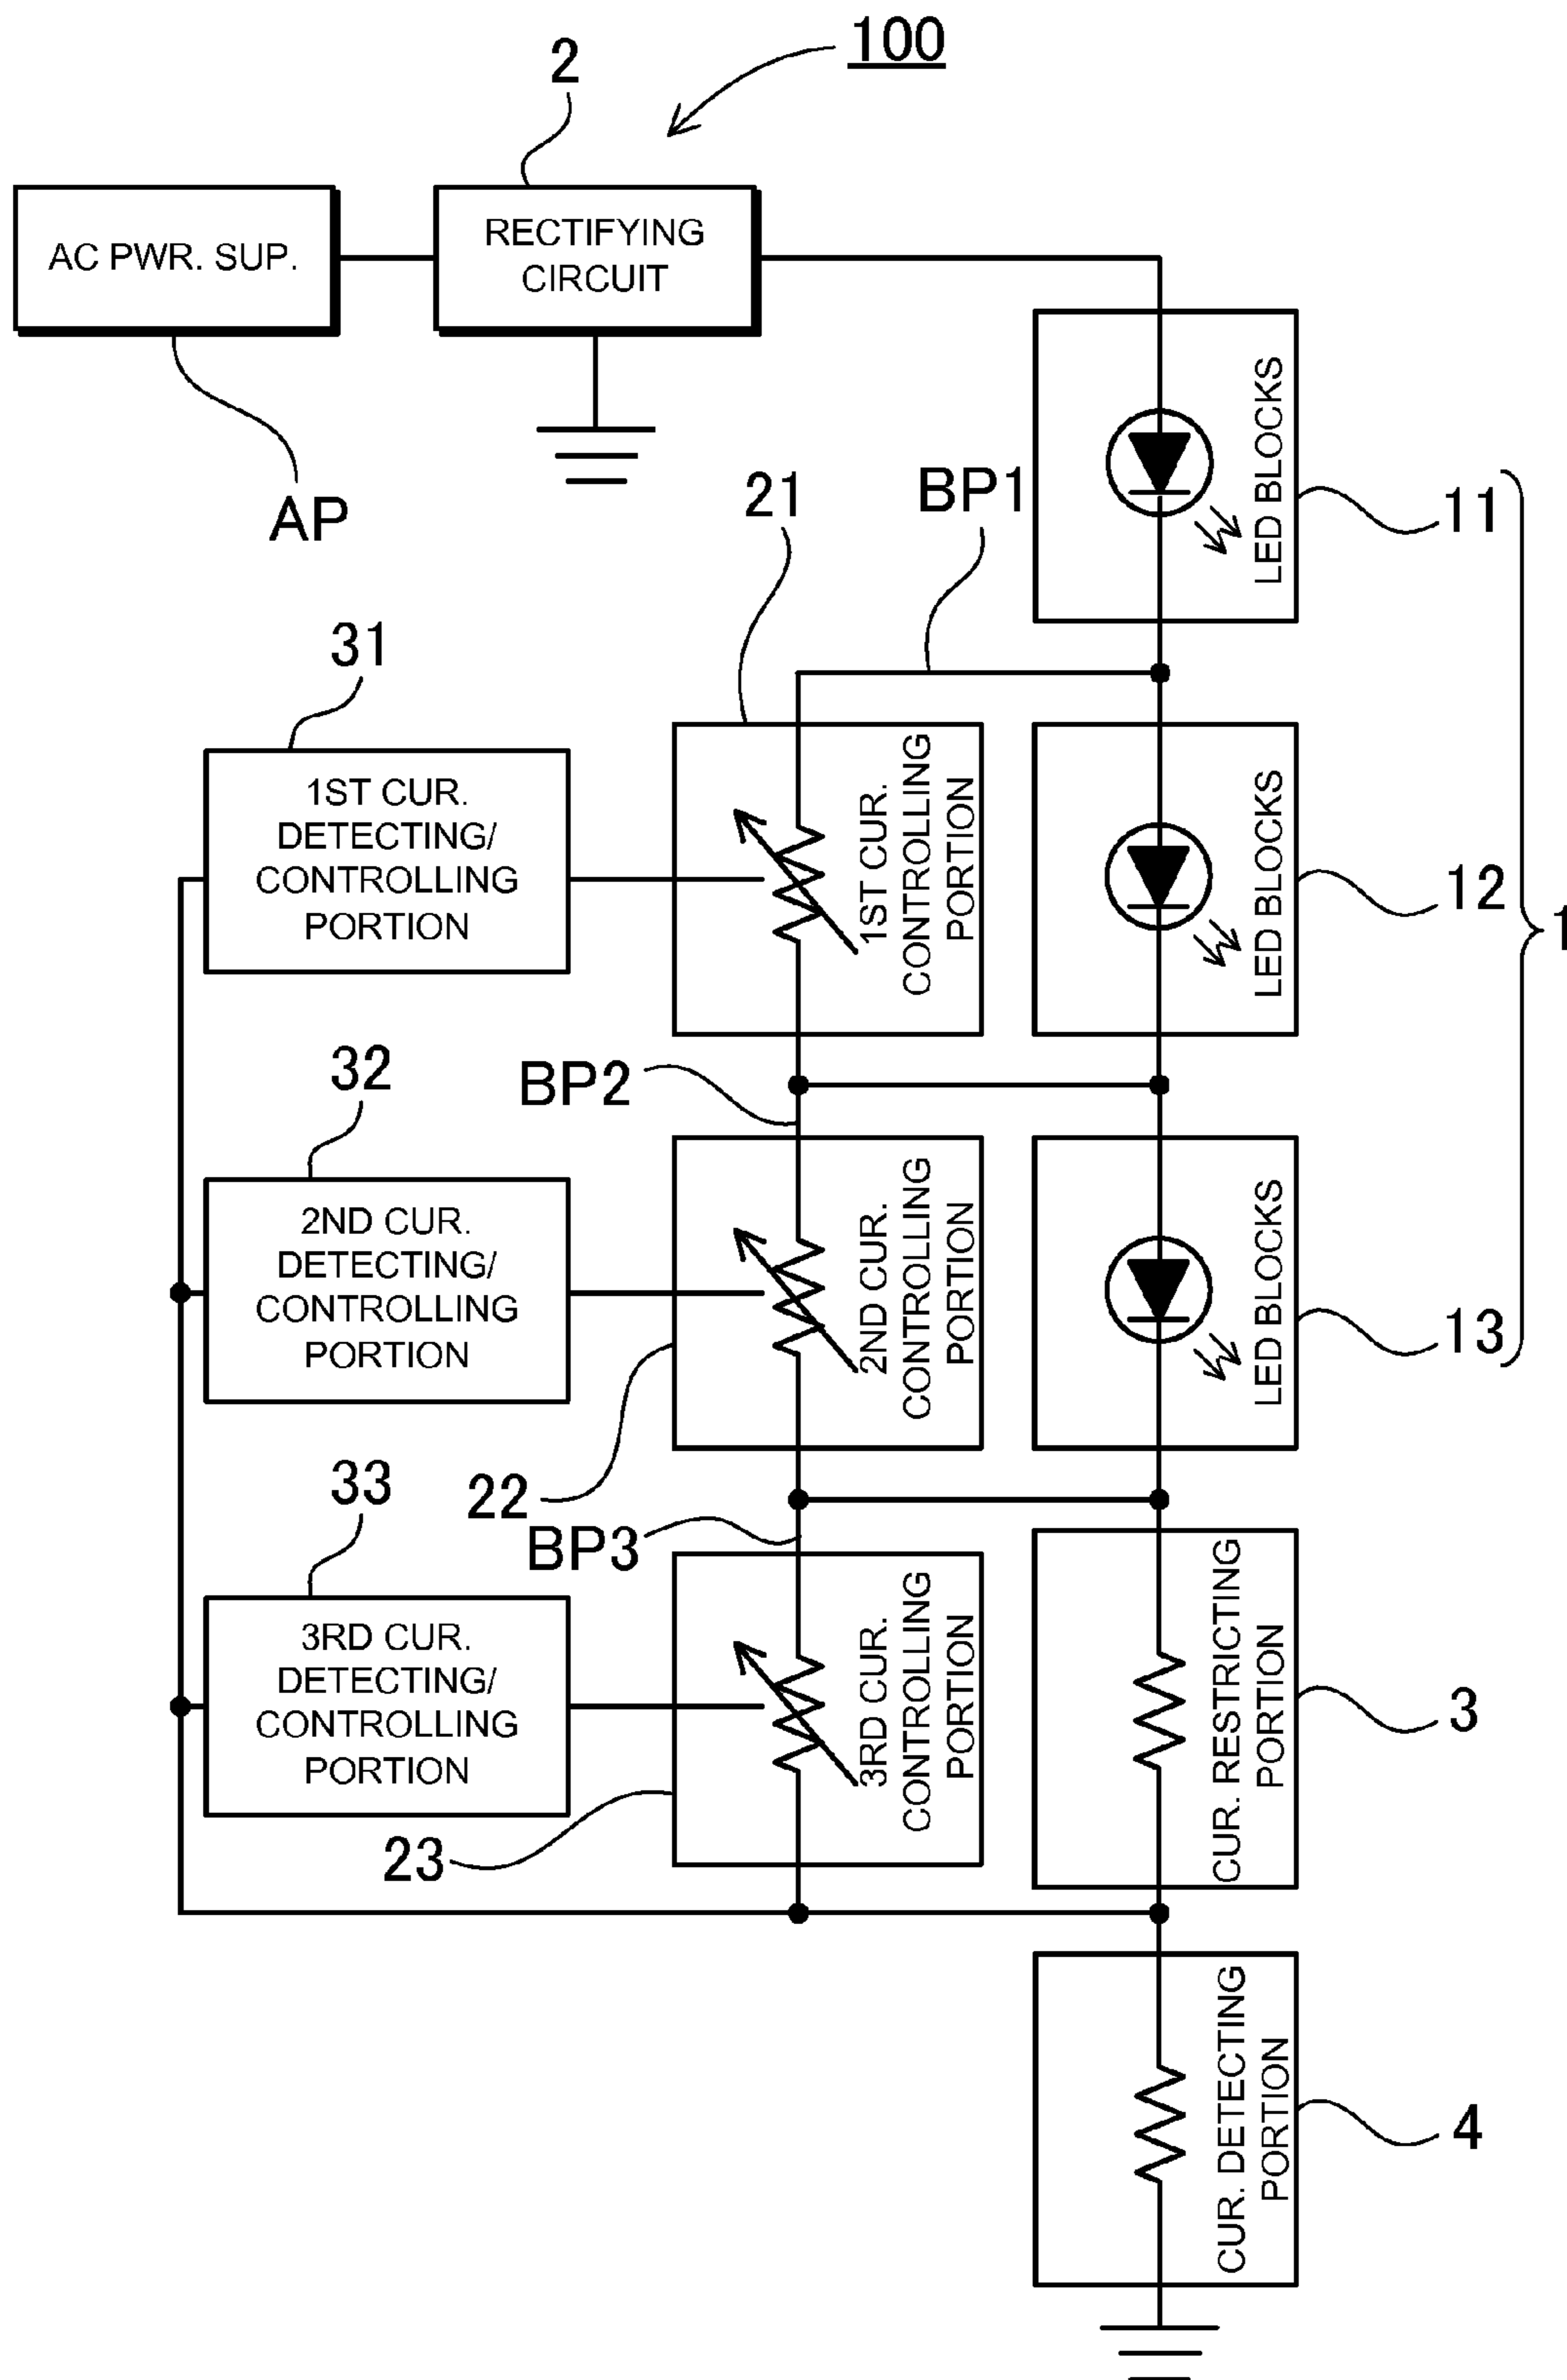 100
2
AC PWR. SUP.
RECTIFYING
CIRCUIT
AP
LED BLOCKS
11
BP1
21
31
1ST CUR.
DETECTING/
CONTROLLING
PORTION
1ST CUR.
CONTROLLING
PORTION
LED BLOCKS
12
1
32
BP2
2ND CUR.
DETECTING/
CONTROLLING
PORTION
2ND CUR.
CONTROLLING
PORTION
LED BLOCKS
13
22
33
BP3
3RD CUR.
DETECTING/
CONTROLLING
PORTION
3RD CUR.
CONTROLLING
PORTION
CUR. RESTRICTING
PORTION
3
23
CUR. DETECTING
PORTION
4